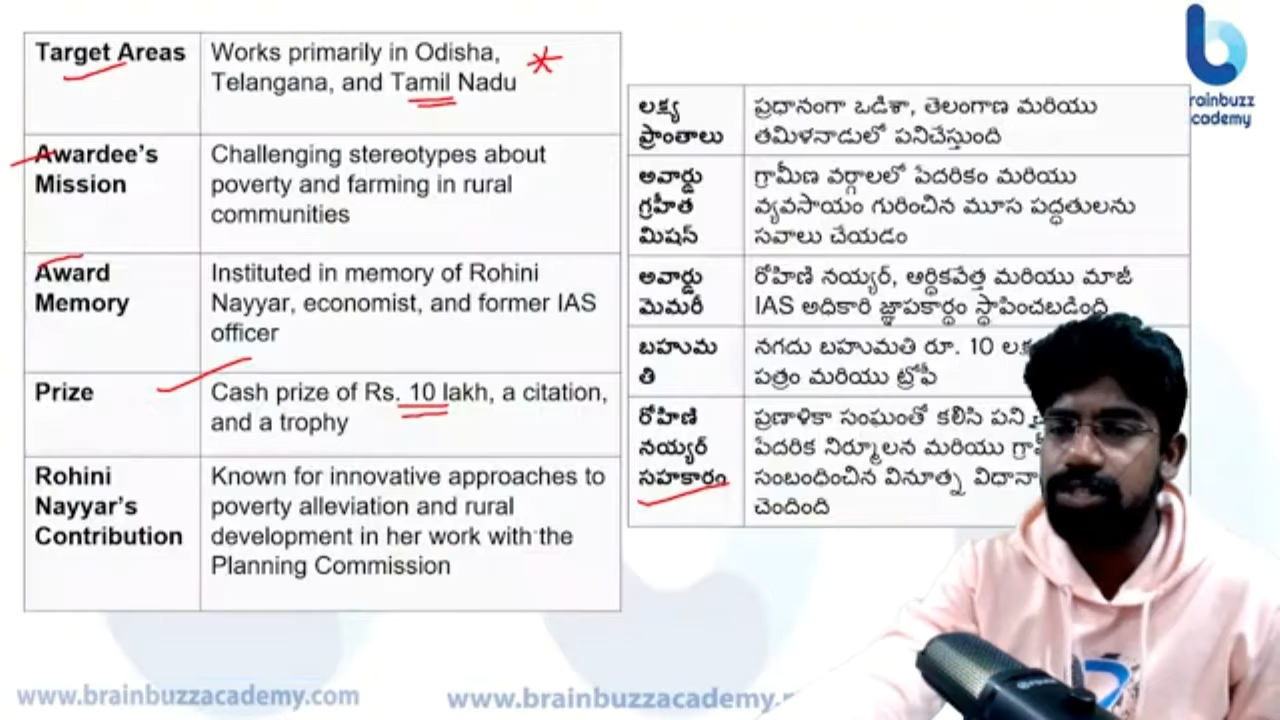 Target Areas
Works primarily in Odisha,
Telangana, and Tamil Nadu
Awardee's
Mission
Challenging stereotypes about
poverty and farming in rural
communities
Award
Memory
Instituted in memory of Rohini
Nayyar, economist, and former IAS
officer
Prize
Cash prize of Rs. 10 lakh, a citation,
and a trophy
Rohini
Nayyar's
Contribution
Known for innovative approaches to
poverty alleviation and rural
development in her work with the
Planning Commission
లక్ష్య
ప్రాంతాలు
ప్రధానంగా ఒడిశా, తెలంగాణ మరియు
తమిళనాడులో పనిచేస్తుంది
అవార్డు
గ్రహీత
మిషన్
గ్రామీణ వర్గాలలో పేదరికం మరియు
వ్యవసాయం గురించిన మూస పద్ధతులను
సవాలు చేయడం
అవార్డు
మెమరీ
రోహిణి నయ్యర్, ఆర్థికవేత్త మరియు మాజీ
IAS అధికారి జ్ఞాపకార్థం స్థాపించబడింది
బహుమ
తి
నగదు బహుమతి రూ. 10
పత్రం మరియు ట్రోఫీ
రోహిణి
నయ్యర్
సహకారం
ప్రణాళికా సంఘంతో కలిసి
పేదరిక నిర్మూలన మరియు
సంబంధించిన వినూత్న
చెందింది
rainbuzz
cademy
www.brainbuzzacademy.com
www.brainbuzzacademy.